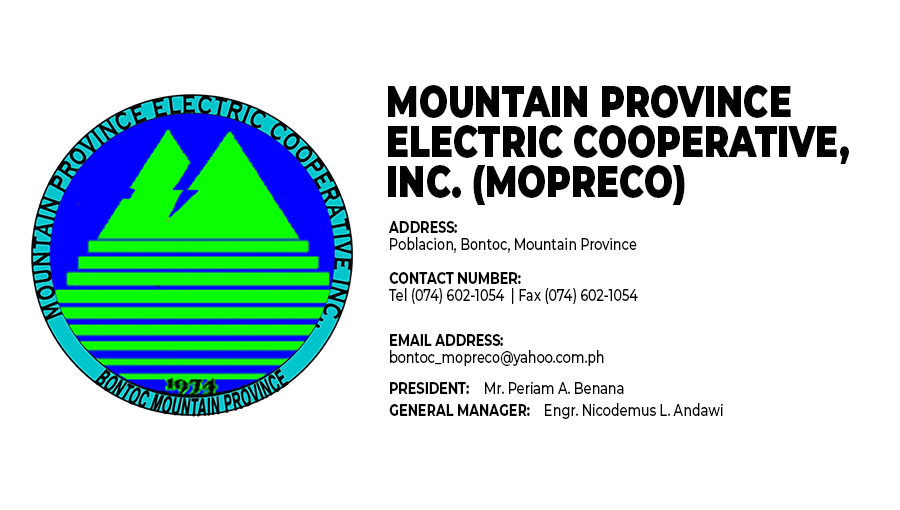 MOUNTAIN PROVINCE ELECTRIC COOPERATIVE INC.
1974
BONTOC MOUNTAIN PROVINCE
MOUNTAIN PROVINCE
ELECTRIC COOPERATIVE,
INC. (MOPRECO)
ADDRESS:
Poblacion, Bontoc, Mountain Province
CONTACT NUMBER:
Tel (074) 602-1054 | Fax (074) 602-1054
EMAIL ADDRESS:
bontoc_mopreco@yahoo.com.ph
PRESIDENT: Mr. Periam A. Benana
GENERAL MANAGER: Engr. Nicodemus L. Andawi